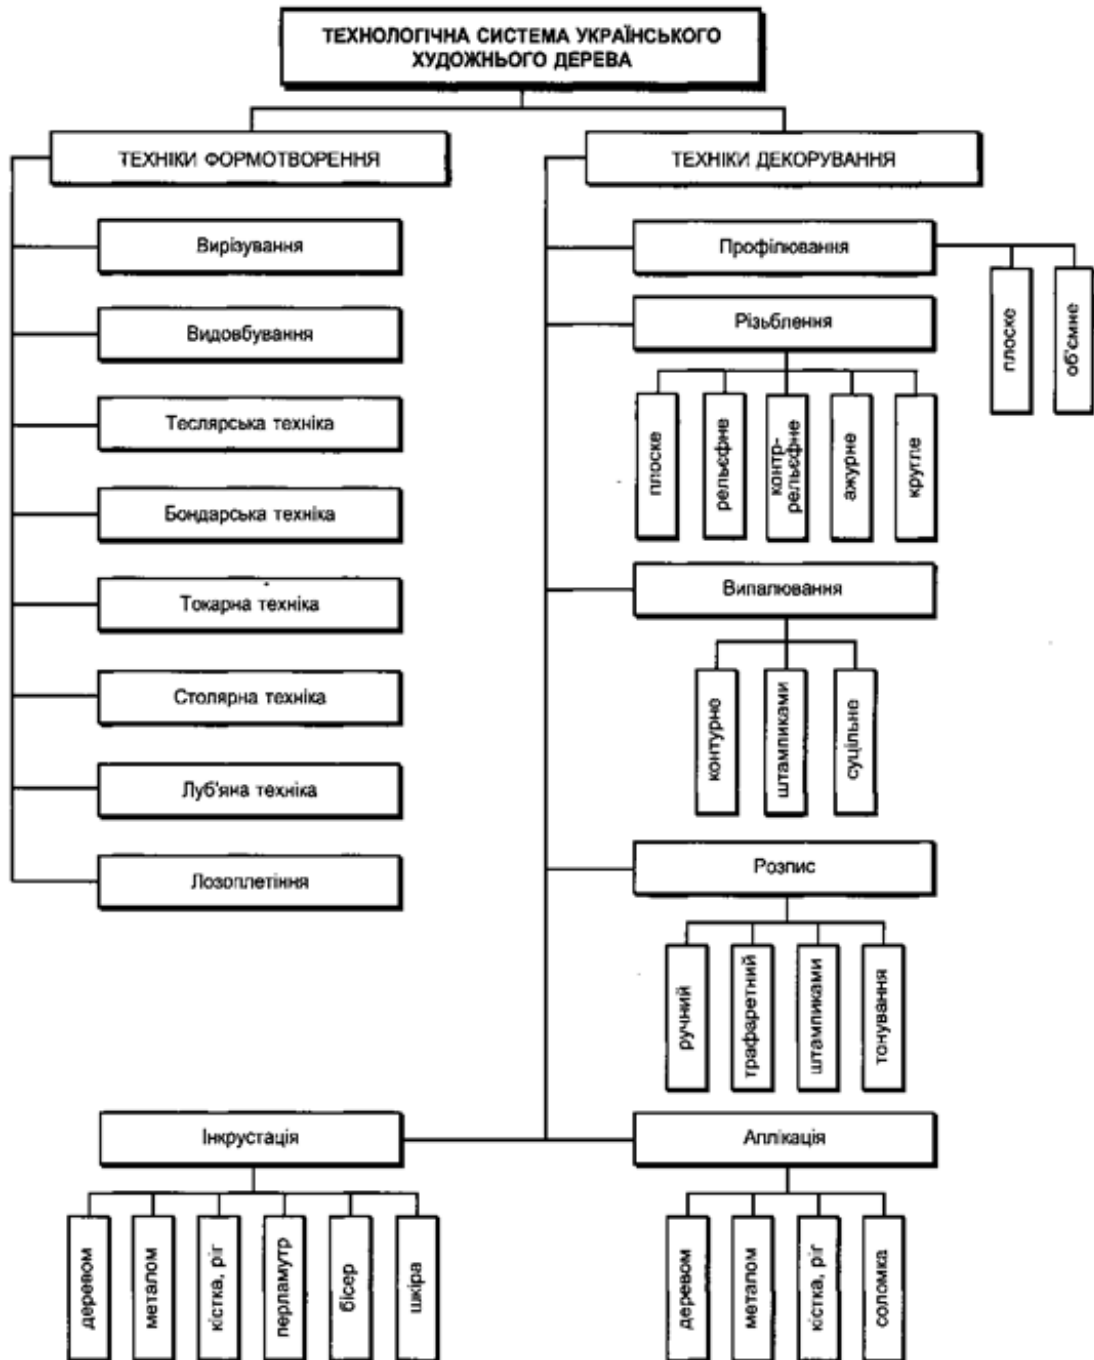 ТЕХНОЛОГІЧНА СИСТЕМА УКРАЇНСЬКОГО
ХУДОЖНЬОГО ДЕРЕВА
ТЕХНІКИ ФОРМОТВОРЕННЯ
Вирізування
Видовбування
Теслярська техніка
Бондарська техніка
Токарна техніка
Столярна техніка
Луб'яна техніка
Лозоплетіння
ТЕХНІКИ ДЕКОРУВАННЯ
Профілювання
плоске
об'ємне
Різьблення
плоске
рельєфне
контр-
рельєфне
ажурне
кругле
Випалювання
контурне
штампиками
суцільне
Розпис
ручний
трафаретний
штампиками
тонування
Інкрустація
деревом
металом
кістка, ріг
перламутр
бісер
шкіра
Аплікація
деревом
металом
кістка, ріг
соломка